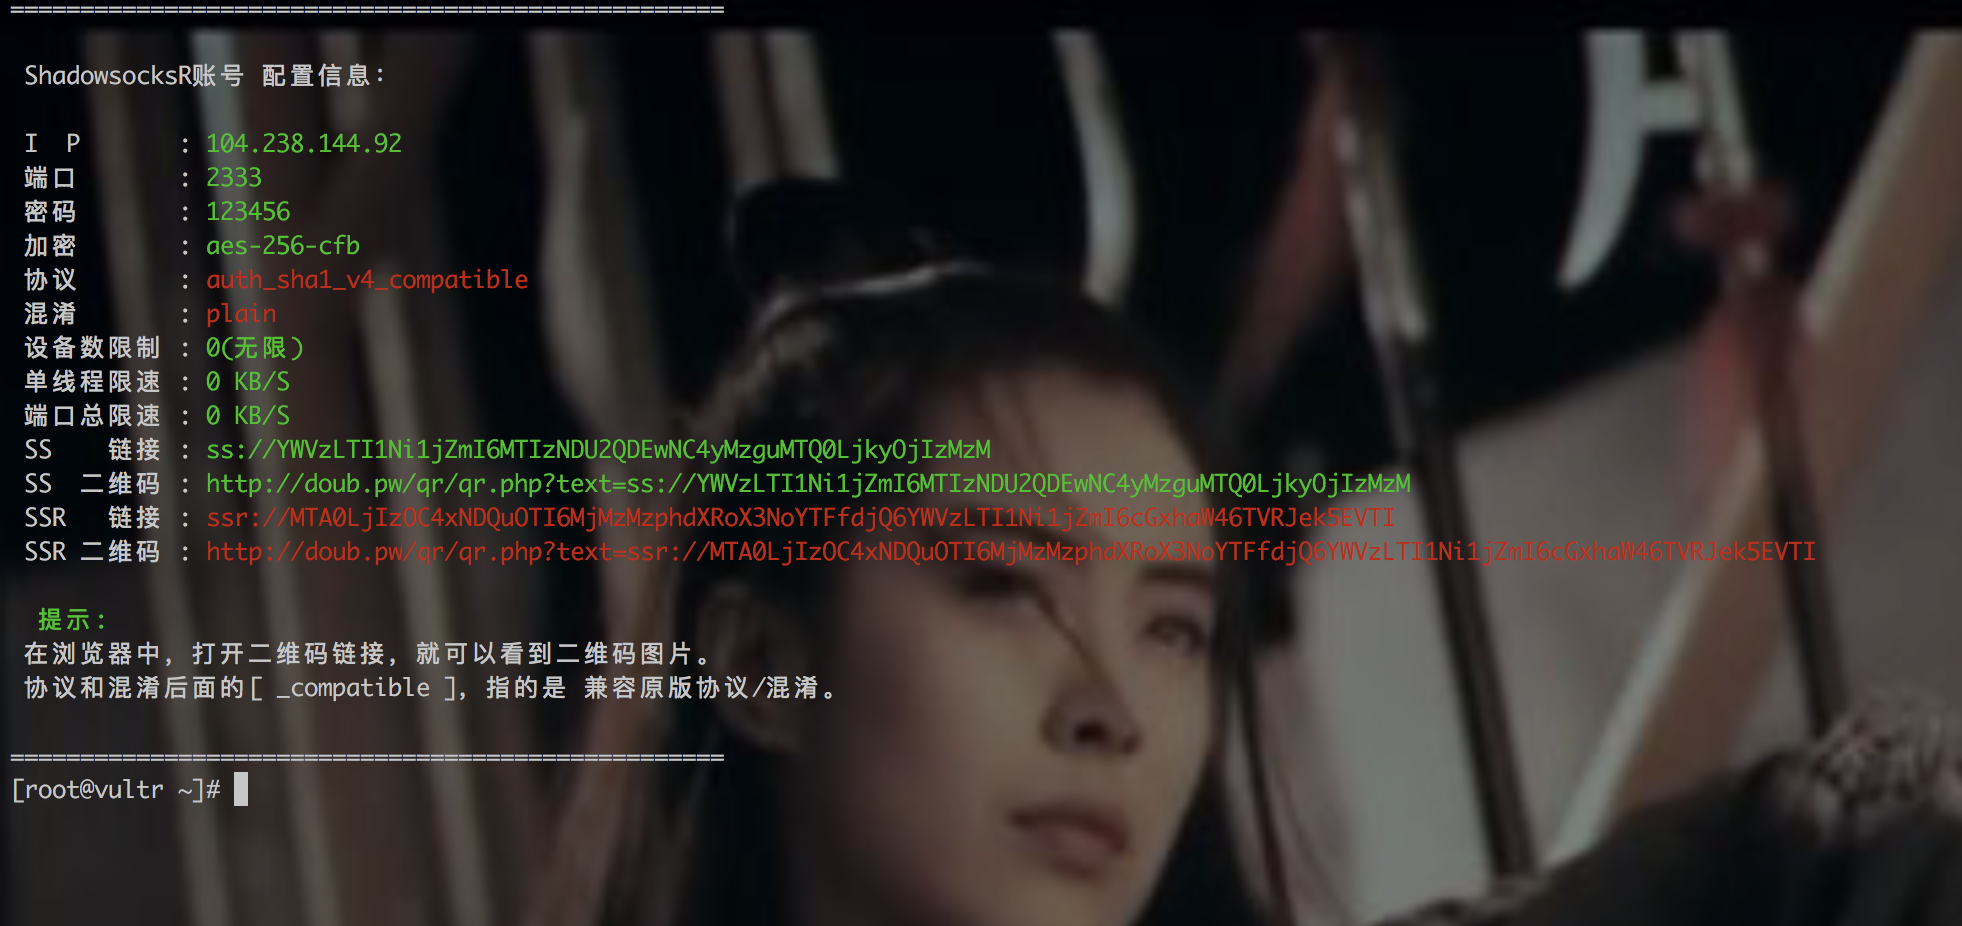 ===================================================
ShadowsocksR账号 配置信息：
I  P       : 104.238.144.92
端口       : 2333
密码       : 123456
加密       : aes-256-cfb
协议       : auth_sha1_v4_compatible
混淆       : plain
设备数限制 : 0(无限)
单线程限速 : 0 KB/S
端口总限速 : 0 KB/S
SS    链接 : ss://YWVzLTI1Ni1jZmI6MTIzNDU2QDEwNC4yMzguMTQ0LjkyOjIzMzM
SS  二维码 : http://doub.pw/qr/qr.php?text=ss://YWVzLTI1Ni1jZmI6MTIzNDU2QDEwNC4yMzguMTQ0LjkyOjIzMzM
SSR   链接 : ssr://MTA0LjIzOC4xNDQuOTI6MjMzMzphdXRoX3NoYTFfdjQ6YWVzLTI1Ni1jZmI6cGxhaW46TVRJek5EVTI
SSR 二维码 : http://doub.pw/qr/qr.php?text=ssr://MTA0LjIzOC4xNDQuOTI6MjMzMzphdXRoX3NoYTFfdjQ6YWVzLTI1Ni1jZmI6cGxhaW46TVRJek5EVTI
提示：
在浏览器中，打开二维码链接，就可以看到二维码图片。
协议和混淆后面的[ _compatible ]，指的是 兼容原版协议/混淆。
===================================================
[root@vultr ~]#